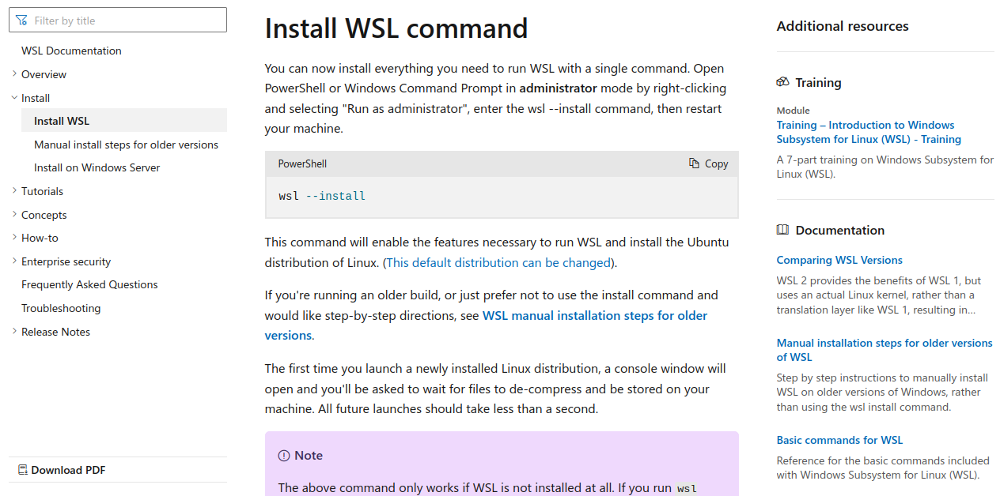 Filter by title
WSL Documentation
Overview
Install
Install WSL
Manual install steps for older versions
Install on Windows Server
Tutorials
Concepts
How-to
Enterprise security
Frequently Asked Questions
Troubleshooting
Release Notes
Download PDF
Install WSL command
You can now install everything you need to run WSL with a single command. Open
PowerShell or Windows Command Prompt in administrator mode by right-clicking
and selecting "Run as administrator", enter the wsl --install command, then restart
your machine.
PowerShell
Copy
wsl --install
This command will enable the features necessary to run WSL and install the Ubuntu
distribution of Linux. (This default distribution can be changed).
If you're running an older build, or just prefer not to use the install command and
would like step-by-step directions, see WSL manual installation steps for older
versions.
The first time you launch a newly installed Linux distribution, a console window will
open and you'll be asked to wait for files to de-compress and be stored on your
machine. All future launches should take less than a second.
Note
The above command only works if WSL is not installed at all. If you run wsl
Additional resources
Training
Module
Training – Introduction to Windows
Subsystem for Linux (WSL) - Training
A 7-part training on Windows Subsystem for
Linux (WSL).
Documentation
Comparing WSL Versions
WSL 2 provides the benefits of WSL 1, but
uses an actual Linux kernel, rather than a
translation layer like WSL 1, resulting in…
Manual installation steps for older versions
of WSL
Step by step instructions to manually install
WSL on older versions of Windows, rather
than using the wsl install command.
Basic commands for WSL
Reference for the basic commands included
with Windows Subsystem for Linux (WSL).